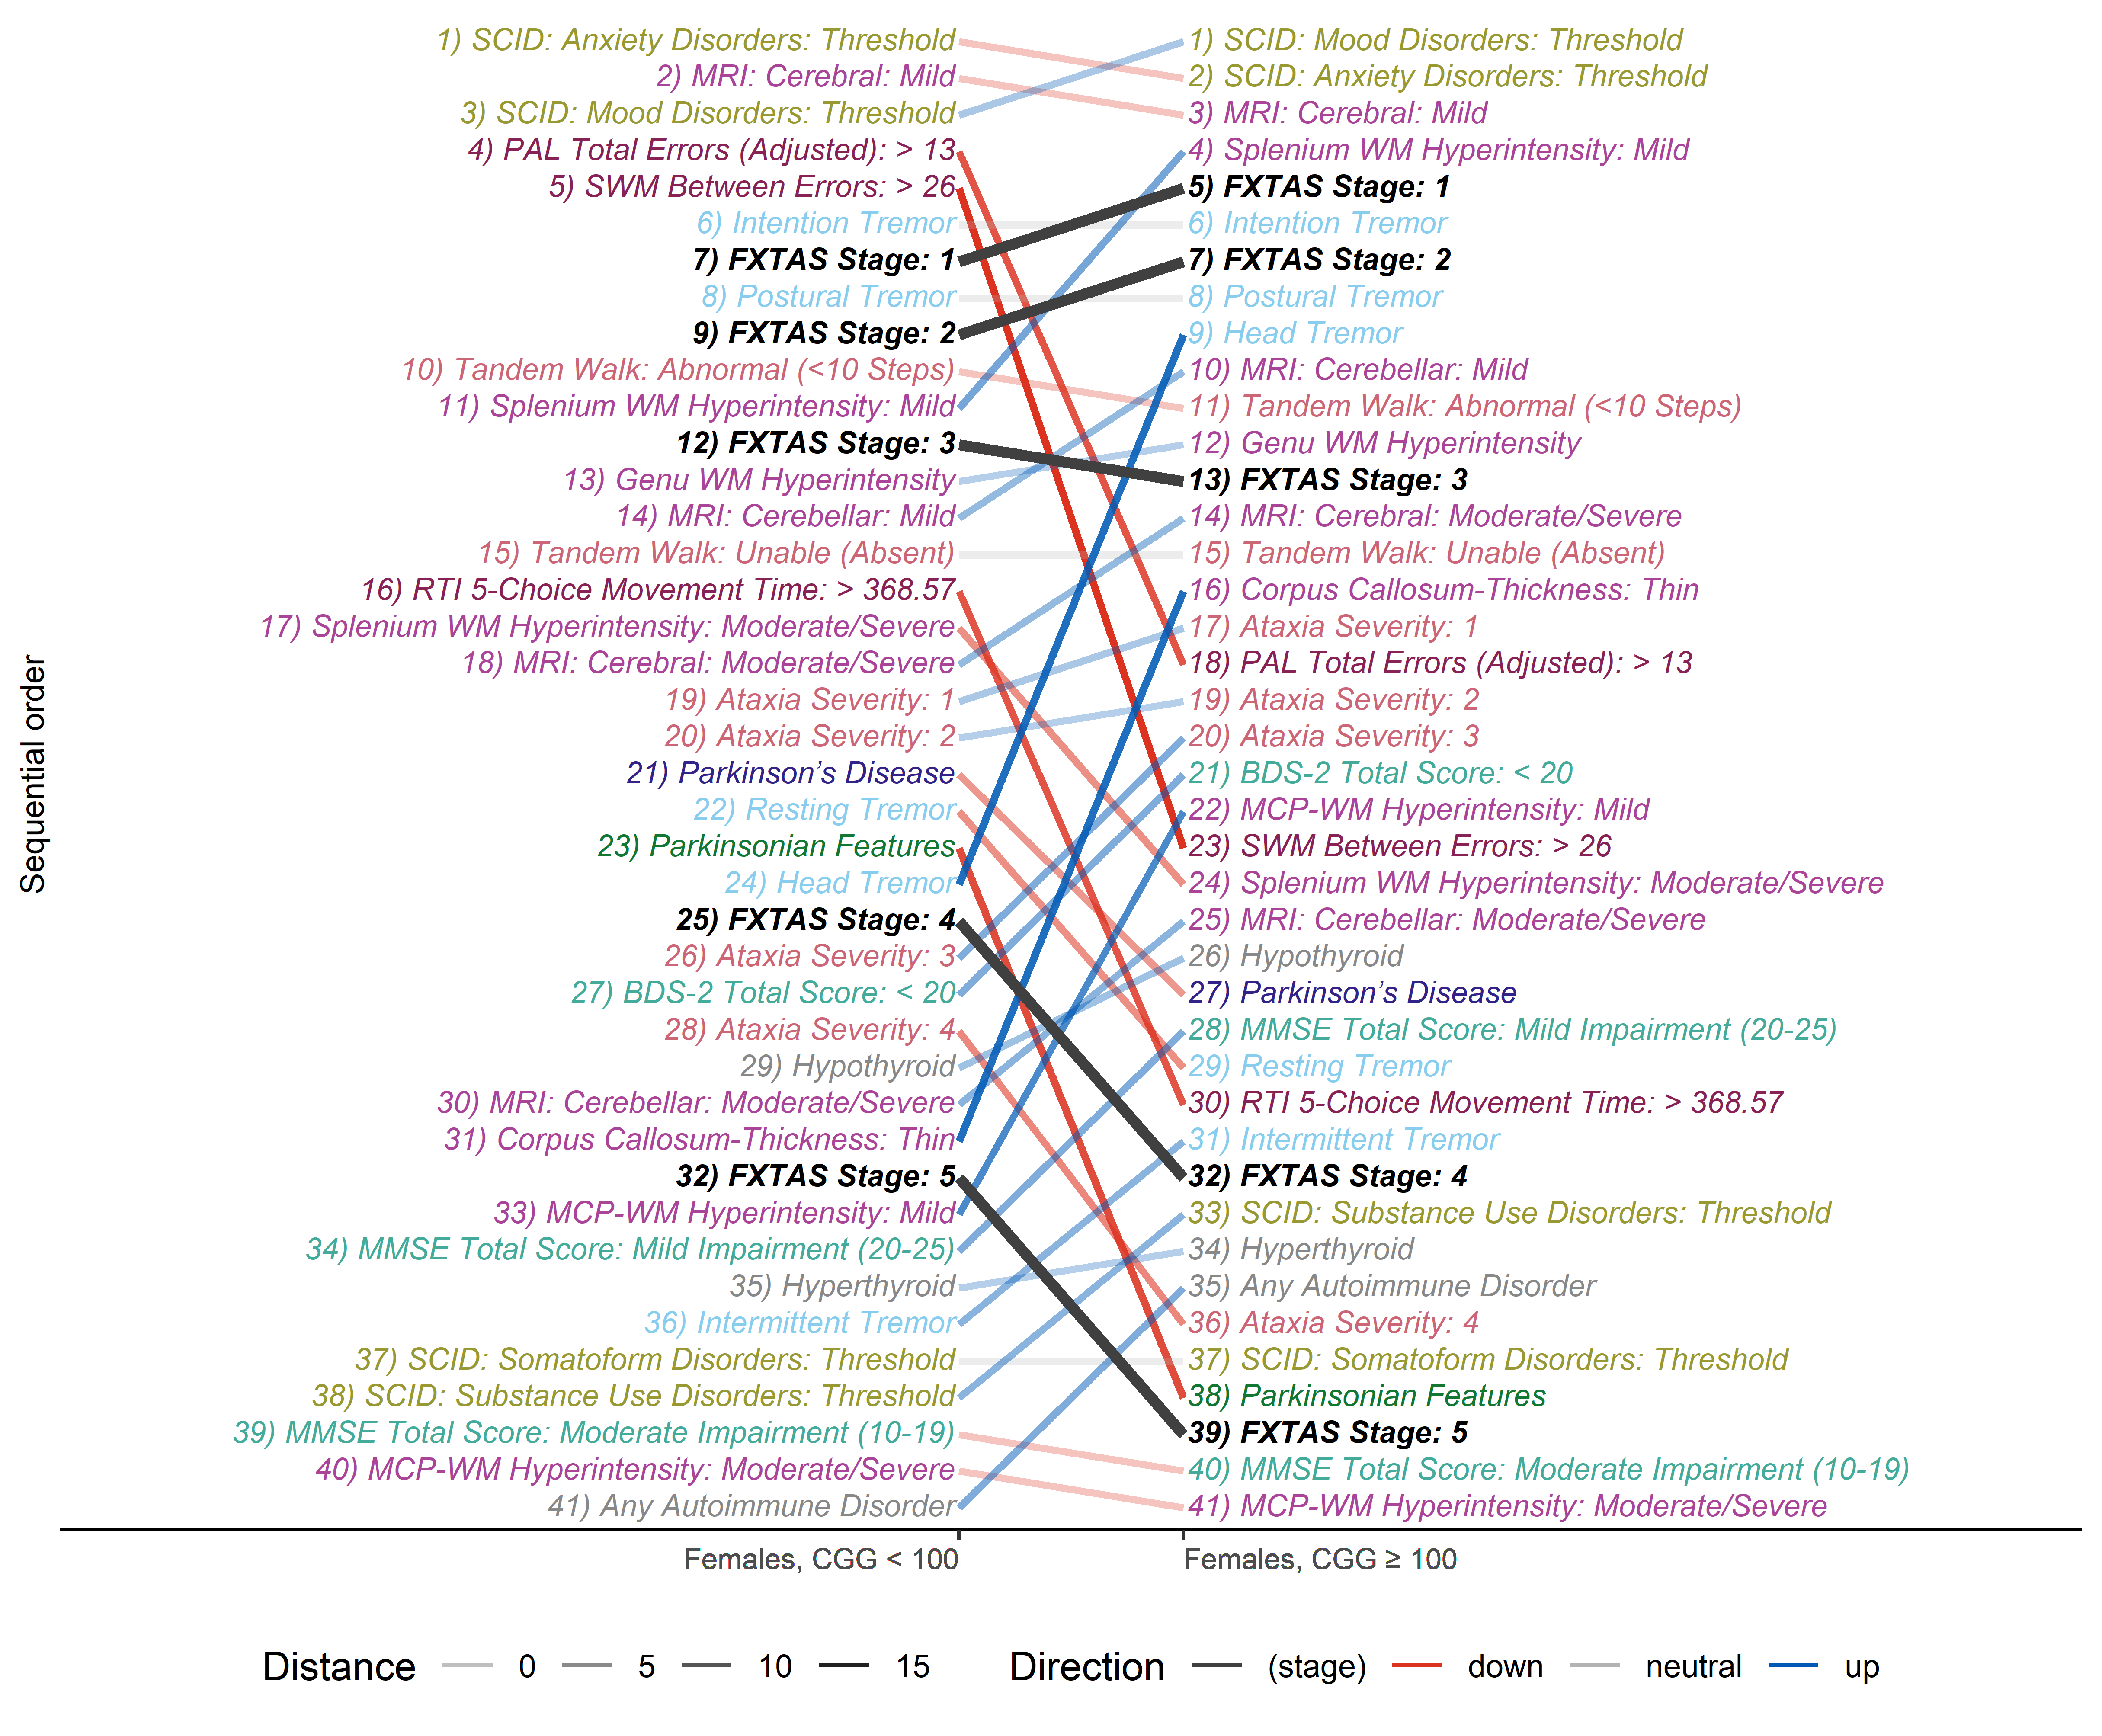 1) SCID: Anxiety Disorders: Threshold
2) MRI: Cerebral: Mild
3) SCID: Mood Disorders: Threshold
4) PAL Total Errors (Adjusted): > 13
5) SWM Between Errors: > 26
6) Intention Tremor
7) FXTAS Stage: 1
8) Postural Tremor
9) FXTAS Stage: 2
10) Tandem Walk: Abnormal (<10 Steps)
11) Splenium WM Hyperintensity: Mild
12) FXTAS Stage: 3
13) Genu WM Hyperintensity
14) MRI: Cerebellar: Mild
15) Tandem Walk: Unable (Absent)
16) RTI 5-Choice Movement Time: > 368.57
17) Splenium WM Hyperintensity: Moderate/Severe
18) MRI: Cerebral: Moderate/Severe
19) Ataxia Severity: 1
20) Ataxia Severity: 2
21) Parkinson’s Disease
22) Resting Tremor
23) Parkinsonian Features
24) Head Tremor
25) FXTAS Stage: 4
26) Ataxia Severity: 3
27) BDS-2 Total Score: < 20
28) Ataxia Severity: 4
29) Hypothyroid
30) MRI: Cerebellar: Moderate/Severe
31) Corpus Callosum-Thickness: Thin
32) FXTAS Stage: 5
33) MCP-WM Hyperintensity: Mild
34) MMSE Total Score: Mild Impairment (20-25)
35) Hyperthyroid
36) Intermittent Tremor
37) SCID: Somatoform Disorders: Threshold
38) SCID: Substance Use Disorders: Threshold
39) MMSE Total Score: Moderate Impairment (10-19)
40) MCP-WM Hyperintensity: Moderate/Severe
41) Any Autoimmune Disorder
1) SCID: Mood Disorders: Threshold
2) SCID: Anxiety Disorders: Threshold
3) MRI: Cerebral: Mild
4) Splenium WM Hyperintensity: Mild
5) FXTAS Stage: 1
6) Intention Tremor
7) FXTAS Stage: 2
8) Postural Tremor
9) Head Tremor
10) MRI: Cerebellar: Mild
11) Tandem Walk: Abnormal (<10 Steps)
12) Genu WM Hyperintensity
13) FXTAS Stage: 3
14) MRI: Cerebral: Moderate/Severe
15) Tandem Walk: Unable (Absent)
16) Corpus Callosum-Thickness: Thin
17) Ataxia Severity: 1
18) PAL Total Errors (Adjusted): > 13
19) Ataxia Severity: 2
20) Ataxia Severity: 3
21) BDS-2 Total Score: < 20
22) MCP-WM Hyperintensity: Mild
23) SWM Between Errors: > 26
24) Splenium WM Hyperintensity: Moderate/Severe
25) MRI: Cerebellar: Moderate/Severe
26) Hypothyroid
27) Parkinson’s Disease
28) MMSE Total Score: Mild Impairment (20-25)
29) Resting Tremor
30) RTI 5-Choice Movement Time: > 368.57
31) Intermittent Tremor
32) FXTAS Stage: 4
33) SCID: Substance Use Disorders: Threshold
34) Hyperthyroid
35) Any Autoimmune Disorder
36) Ataxia Severity: 4
37) SCID: Somatoform Disorders: Threshold
38) Parkinsonian Features
39) FXTAS Stage: 5
40) MMSE Total Score: Moderate Impairment (10-19)
41) MCP-WM Hyperintensity: Moderate/Severe
Sequential order
Females, CGG < 100
Females, CGG ≥ 100
Distance 0 5 10 15
Direction (stage) down neutral up